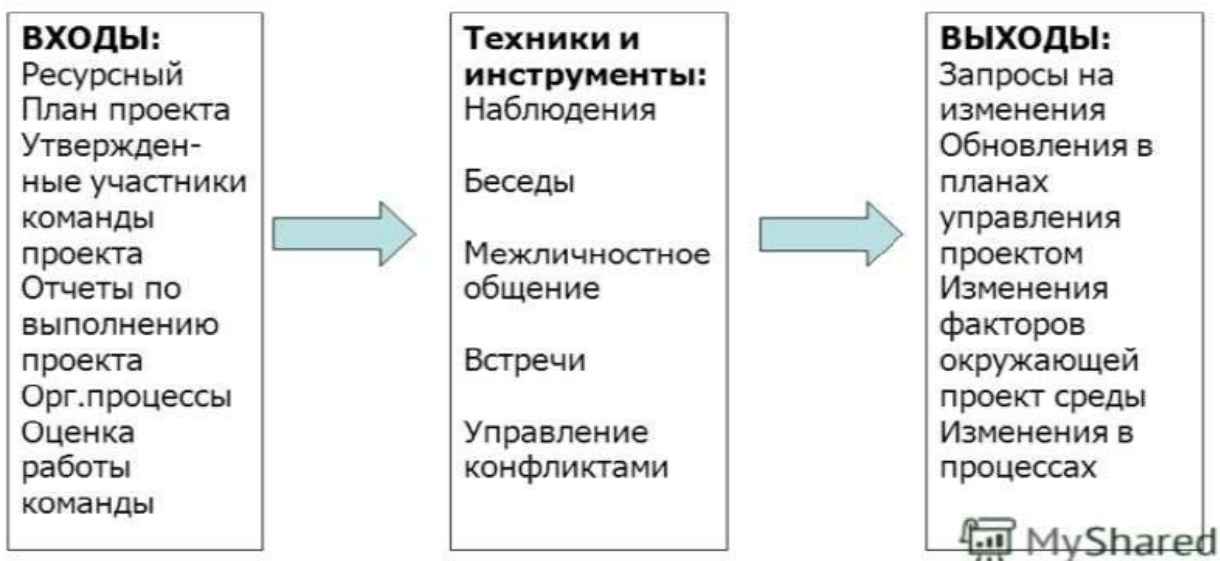 ВХОДЫ:
Ресурсный
План проекта
Утвержден-
ные участники
команды
проекта
Отчеты по
выполнению
проекта
Орг.процессы
Оценка
работы
команды
Техники и
инструменты:
Наблюдения
Беседы
Межличностное
общение
Встречи
Управление
конфликтами
ВЫХОДЫ:
Запросы на
изменения
Обновления в
планах
управления
проектом
Изменения
факторов
окружающей
проект среды
Изменения в
процессах
MyShared